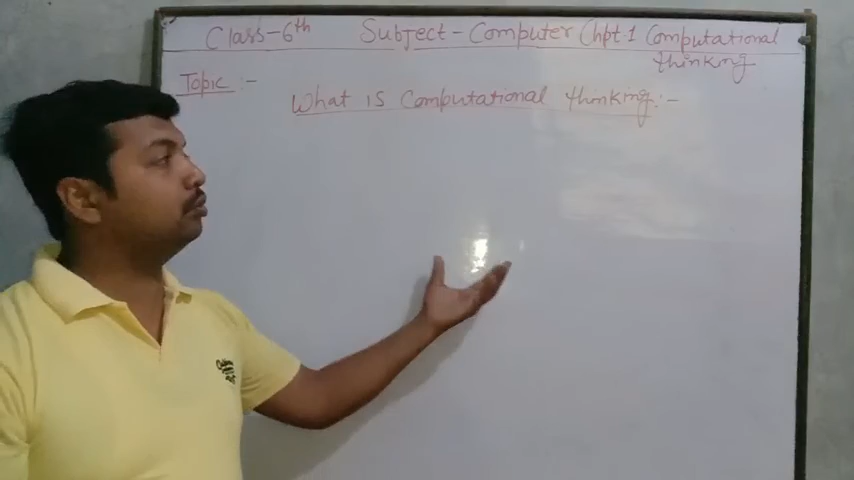 Class-6th Subject-Computer Chpt 1 Computational
thinking
Topic :-
What is Computational thinking:-